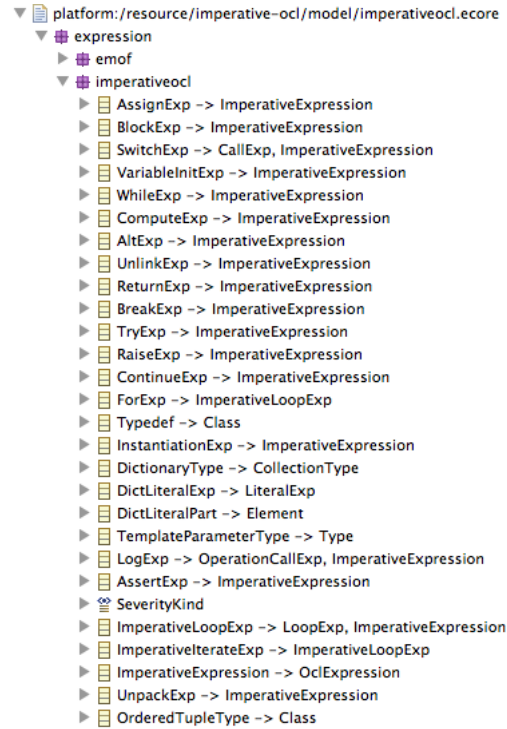 platform:/resource/imperative-ocl/model/imperativeocl.ecore
expression
emof
imperativeocl
AssignExp -> ImperativeExpression
BlockExp -> ImperativeExpression
SwitchExp -> CallExp, ImperativeExpression
VariableInitExp -> ImperativeExpression
WhileExp -> ImperativeExpression
ComputeExp -> ImperativeExpression
AltExp -> ImperativeExpression
UnlinkExp -> ImperativeExpression
ReturnExp -> ImperativeExpression
BreakExp -> ImperativeExpression
TryExp -> ImperativeExpression
RaiseExp -> ImperativeExpression
ContinueExp -> ImperativeExpression
ForExp -> ImperativeLoopExp
Typedef -> Class
InstantiationExp -> ImperativeExpression
DictionaryType -> CollectionType
DictLiteralExp -> LiteralExp
DictLiteralPart -> Element
TemplateParameterType -> Type
LogExp -> OperationCallExp, ImperativeExpression
AssertExp -> ImperativeExpression
SeverityKind
ImperativeLoopExp -> LoopExp, ImperativeExpression
ImperativeIterateExp -> ImperativeLoopExp
ImperativeExpression -> OclExpression
UnpackExp -> ImperativeExpression
OrderedTupleType -> Class